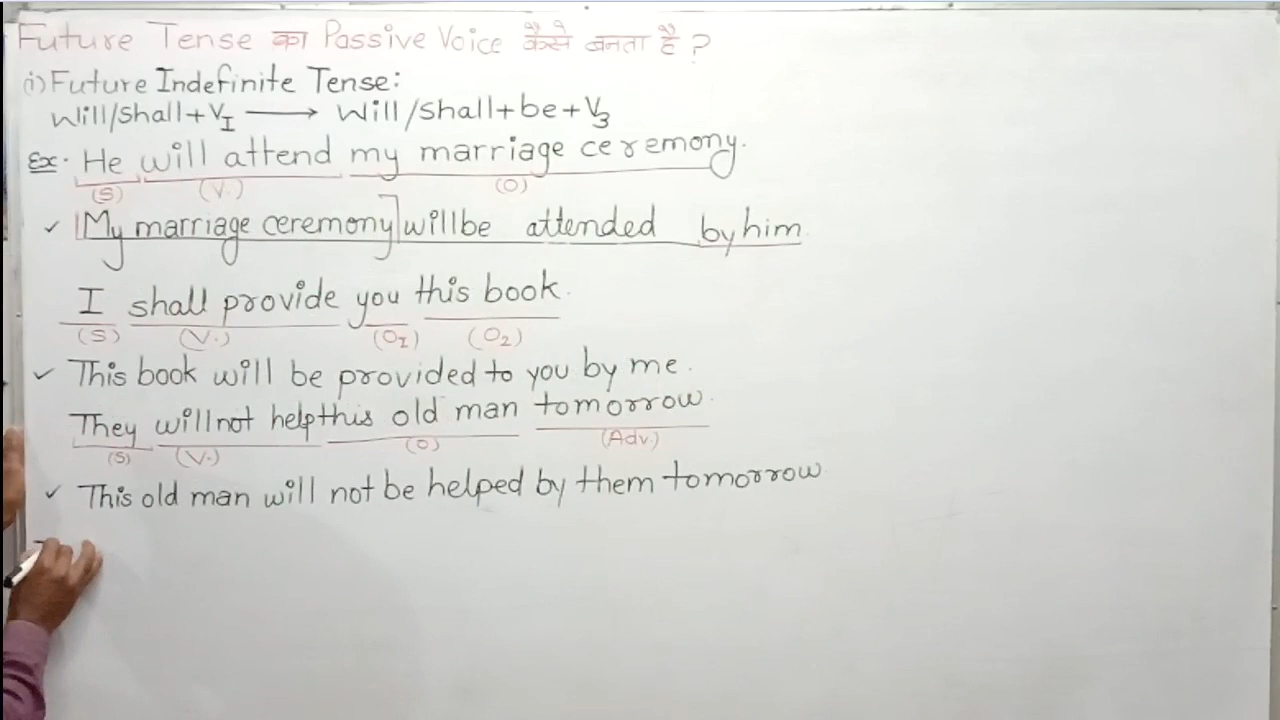 Future Tense का Passive Voice कैसे बनता है ?
(i) Future Indefinite Tense:
Will/Shall+V1 → Will/Shall+be+V3
Ex. He will attend my marriage ceremony.
(S) (V.) (O)
✓ [My marriage ceremony] will be attended by him
I shall provide you this book.
(S) (V.) (O1) (O2)
✓ This book will be provided to you by me.
They will not help this old man tomorrow.
(S) (V.) (O) (Adv.)
✓ This old man will not be helped by them tomorrow